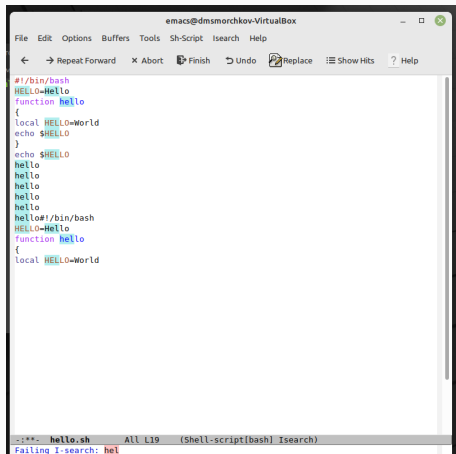 emacs@dmsmorchkov-VirtualBox
File Edit Options Buffers Tools Sh-Script Isearch Help
Repeat Forward Abort Finish Undo Replace Show Hits Help
#!/bin/bash
HELLO=Hello
function hello
{
local HELLO=World
echo $HELLO
}
echo $HELLO
hello
hello
hello
hello
hello
hello#!/bin/bash
HELLO=Hello
function hello
{
local HELLO=World
-:**- hello.sh All L19 (Shell-script[bash] Isearch)
Failing I-search: hel